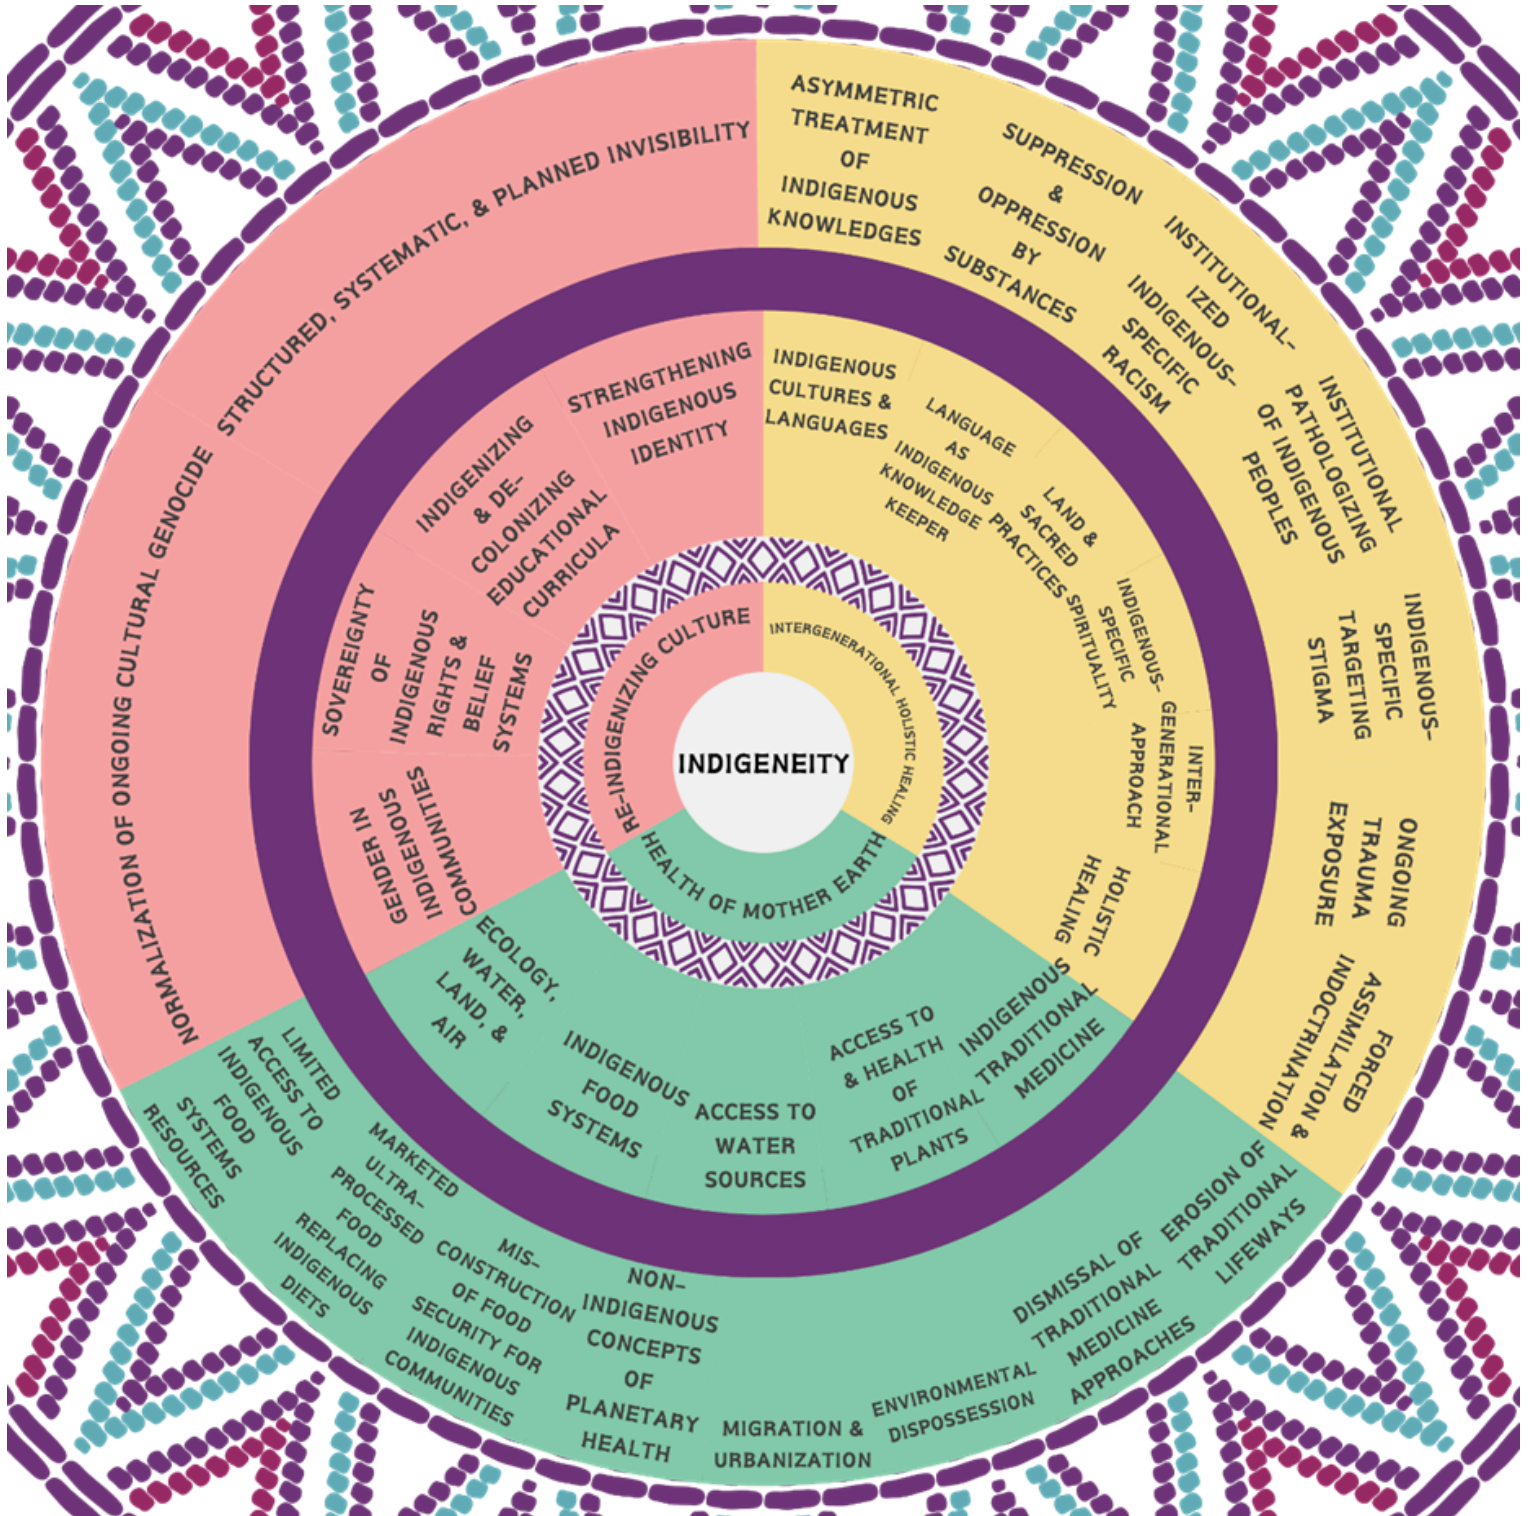 INDIGENEITY
RE-INDIGENIZING CULTURE
INTERGENERATIONAL HOLISTIC HEALING
HEALTH OF MOTHER EARTH
STRENGTHENING
INDIGENOUS
IDENTITY
INDIGENIZING
& DE-
COLONIZING
EDUCATIONAL
CURRICULA
SOVEREIGNTY
OF
INDIGENOUS
RIGHTS &
BELIEF
SYSTEMS
GENDER IN
INDIGENOUS
COMMUNITIES
INDIGENOUS
CULTURES &
LANGUAGES
LANGUAGE
AS
INDIGENOUS
KNOWLEDGE
KEEPER
LAND &
SACRED
PRACTICES
INDIGENOUS-
SPECIFIC
SPIRITUALITY
INTER-
GENERATIONAL
APPROACH
HOLISTIC
HEALING
INDIGENOUS
TRADITIONAL
MEDICINE
ACCESS TO
& HEALTH
OF
TRADITIONAL
PLANTS
ACCESS TO
WATER
SOURCES
INDIGENOUS
FOOD
SYSTEMS
ECOLOGY,
WATER,
LAND, &
AIR
STRUCTURED, SYSTEMATIC, & PLANNED INVISIBILITY
NORMALIZATION OF ONGOING CULTURAL GENOCIDE
ASYMMETRIC
TREATMENT
OF
INDIGENOUS
KNOWLEDGES
SUPPRESSION
&
OPPRESSION
BY
SUBSTANCES
INSTITUTIONAL-
IZED
INDIGENOUS-
SPECIFIC
RACISM
INSTITUTIONAL
PATHOLOGIZING
OF INDIGENOUS
PEOPLES
INDIGENOUS-
SPECIFIC
TARGETING
STIGMA
ONGOING
TRAUMA
EXPOSURE
FORCED
ASSIMILATION &
INDOCTRINATION
EROSION OF
TRADITIONAL
LIFEWAYS
DISMISSAL OF
TRADITIONAL
MEDICINE
APPROACHES
ENVIRONMENTAL
DISPOSSESSION
MIGRATION &
URBANIZATION
NON-
INDIGENOUS
CONCEPTS
OF
PLANETARY
HEALTH
MIS-
CONSTRUCTION
OF FOOD
SECURITY FOR
INDIGENOUS
COMMUNITIES
MARKETED
ULTRA-
PROCESSED
FOOD
REPLACING
INDIGENOUS
DIETS
LIMITED
ACCESS TO
INDIGENOUS
FOOD
SYSTEMS
RESOURCES